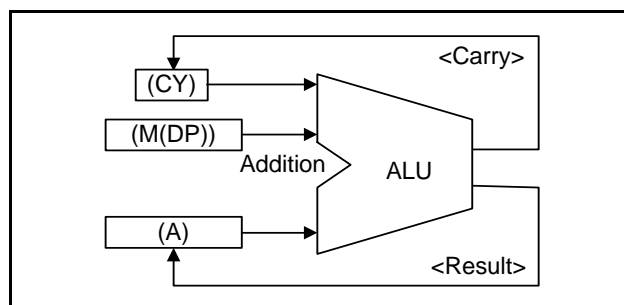 <Carry>
(CY)
(M(DP))
Addition
ALU
(A)
<Result>